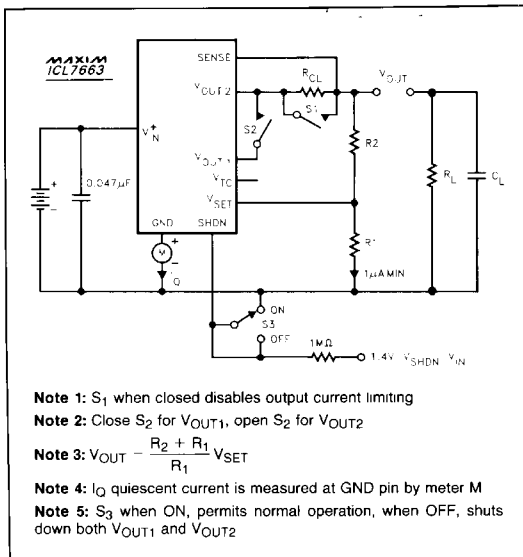 MAXIM
ICL7663
SENSE
VOUT2
RCL
VOUT
S1
S2
R2
V+IN
0.047µF
VOUT1
VTC
VSET
RL
CL
GND
SHDN
R1
M
IQ
1µA MIN
ON
S3
OFF
1MΩ
1.4V VSHDN VIN
Note 1: S1 when closed disables output current limiting
Note 2: Close S2 for VOUT1, open S2 for VOUT2
Note 3: VOUT - R2 + R1 / R1 VSET
Note 4: IQ quiescent current is measured at GND pin by meter M
Note 5: S3 when ON, permits normal operation, when OFF, shuts
down both VOUT1 and VOUT2